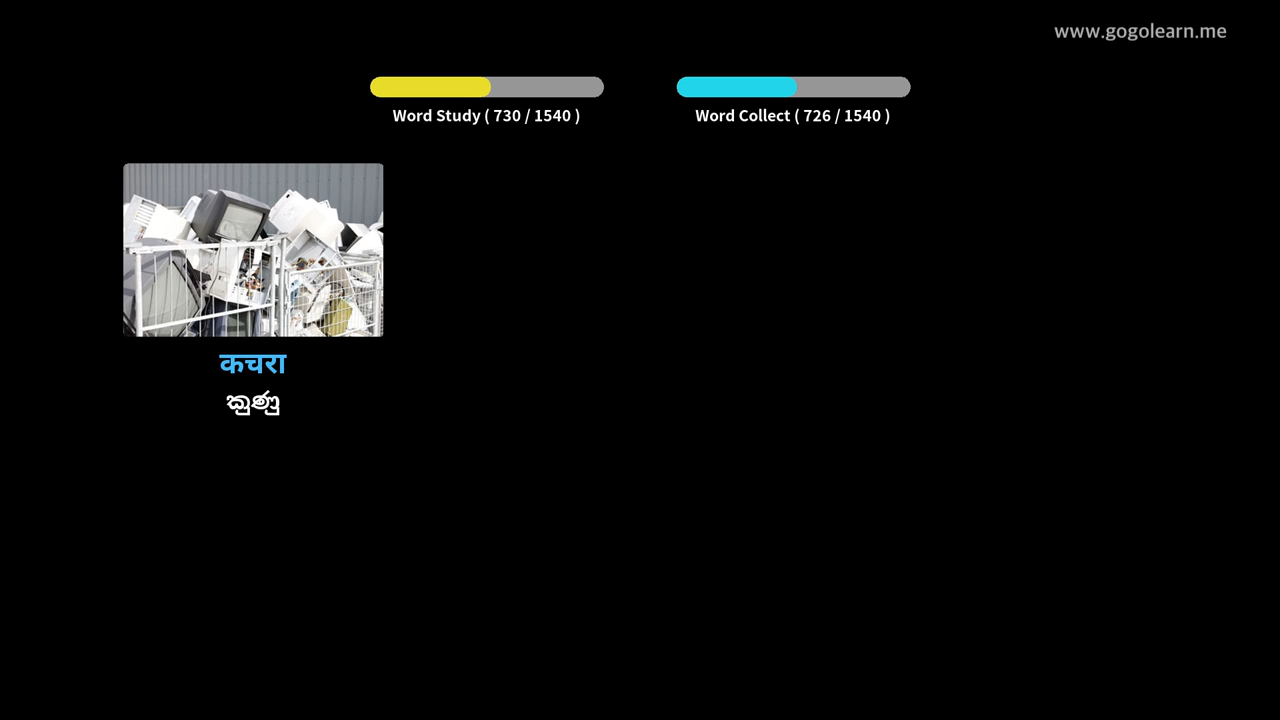 www.gogolearn.me
Word Study ( 730 / 1540 )
Word Collect ( 726 / 1540 )
कचरा
කුණු